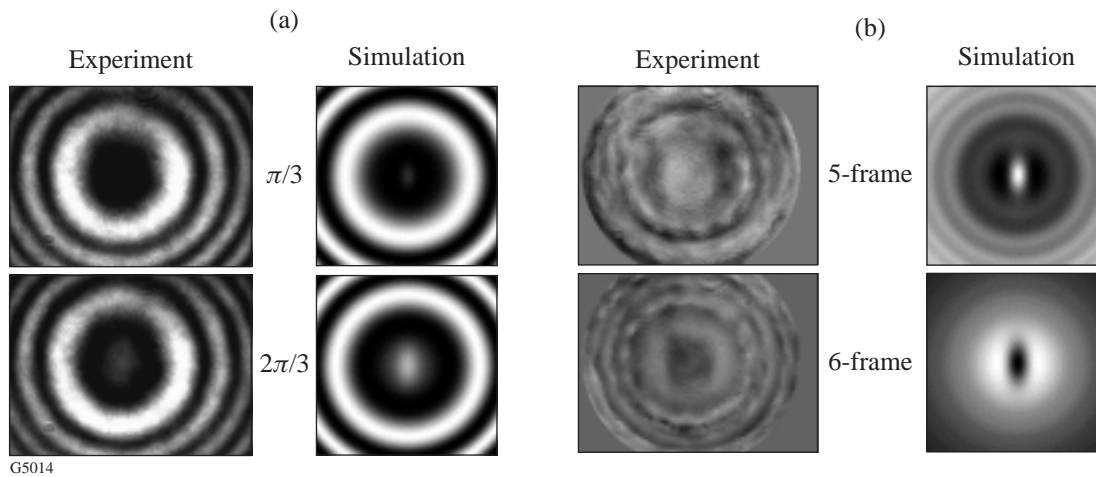 (a)
Experiment
Simulation
π/3
2π/3
G5014
(b)
Experiment
Simulation
5-frame
6-frame